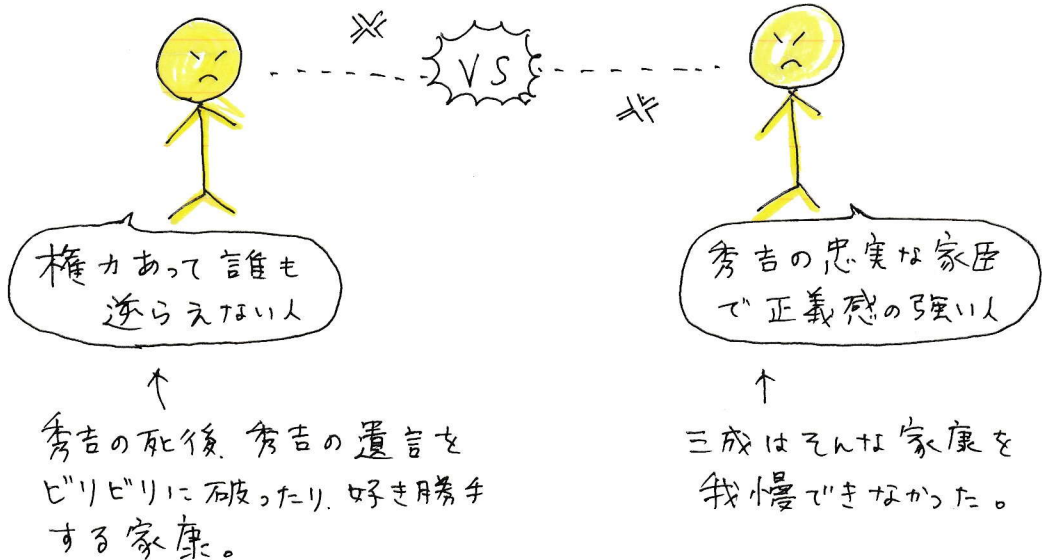 VS
権力あって誰も
逆らえない人
秀吉の忠実な家臣
で正義感の強い人
秀吉の死後、秀吉の遺言を
ビリビリに破ったり、好き勝手
する家康。
三成はそんな家康を
我慢できなかった。